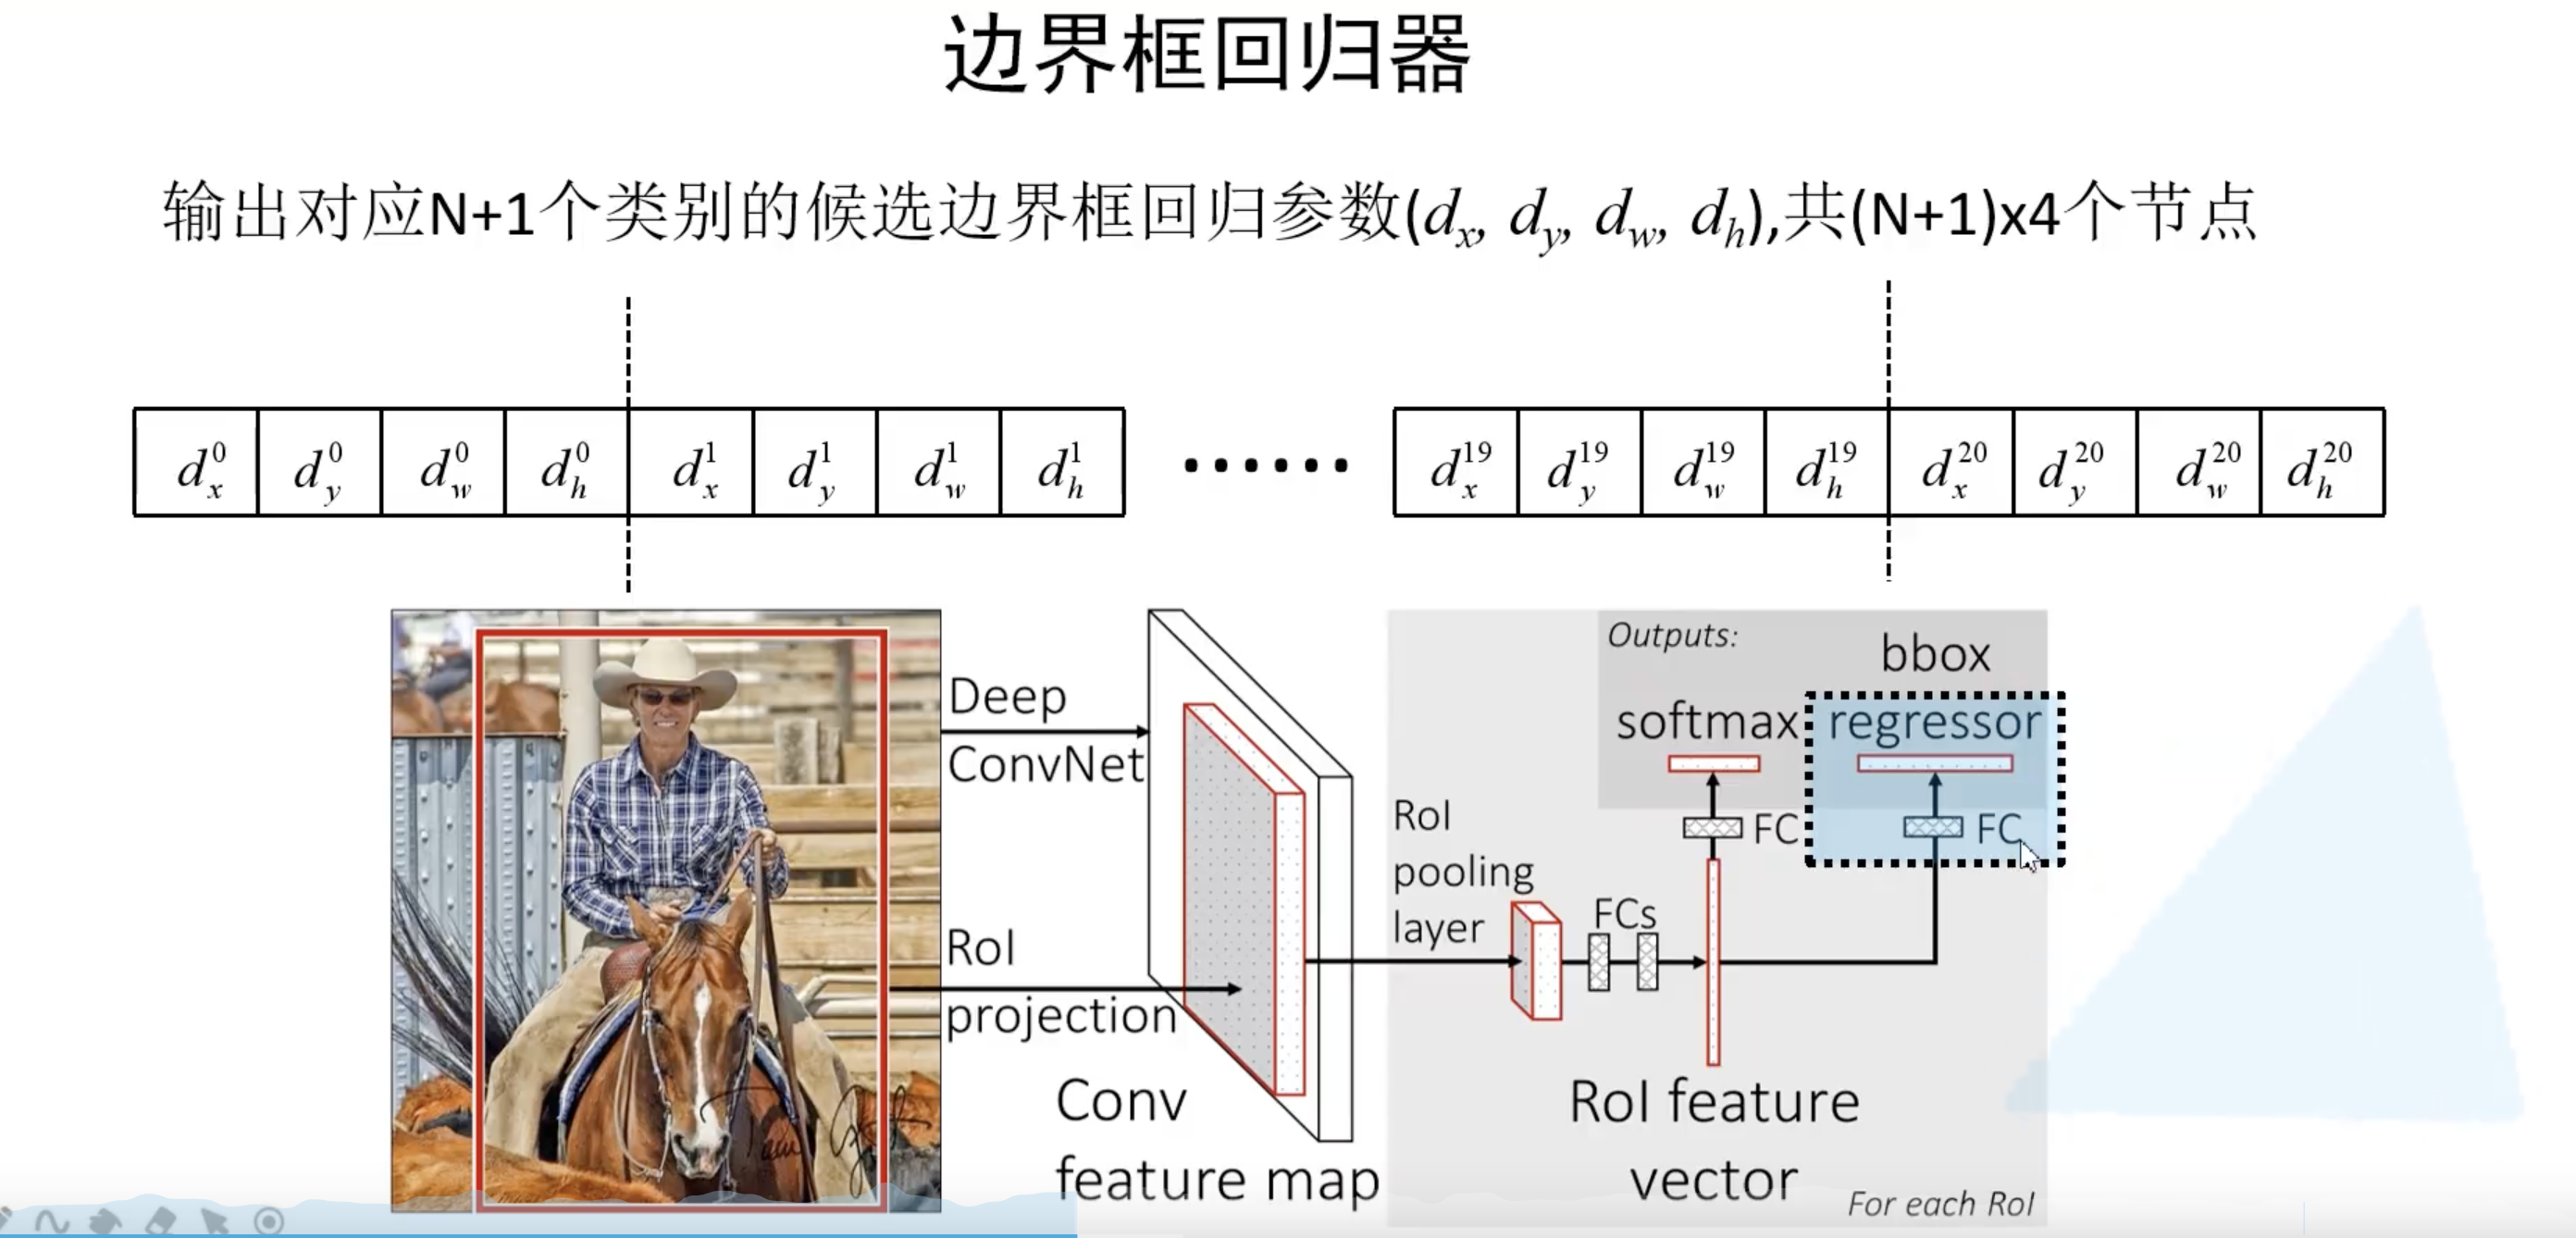 边界框回归器
输出对应N+1个类别的候选边界框回归参数(dx, dy, dw, dh),共(N+1)x4个节点
d_x^0 d_y^0 d_w^0 d_h^0 d_x^1 d_y^1 d_w^1 d_h^1 ······ d_x^19 d_y^19 d_w^19 d_h^19 d_x^20 d_y^20 d_w^20 d_h^20
Deep
ConvNet
RoI
projection
Conv
feature map
RoI
pooling
layer
FCs
Outputs:
softmax
FC
bbox
regressor
FC
RoI feature
vector
For each RoI